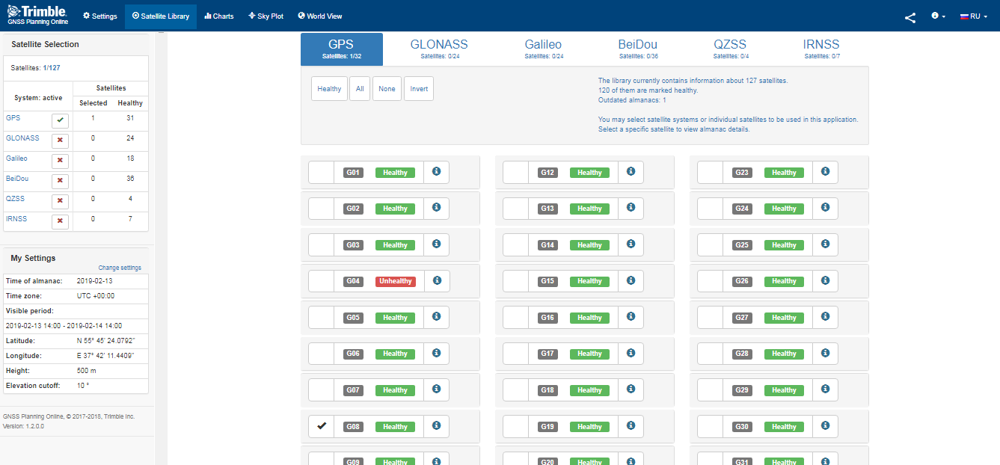 Trimble.
GNSS Planning Online
Settings
Satellite Library
Charts
Sky Plot
World View
RU
Satellite Selection
Satellites: 1/127
System: active
Satellites
Selected Healthy
GPS 1 31
GLONASS 0 24
Galileo 0 18
BeiDou 0 36
QZSS 0 4
IRNSS 0 7
My Settings
Change settings
Time of almanac: 2019-02-13
Time zone: UTC +00:00
Visible period:
2019-02-13 14:00 - 2019-02-14 14:00
Latitude: N 55° 45' 24.0792"
Longitude: E 37° 42' 11.4409"
Height: 500 m
Elevation cutoff: 10 °
GNSS Planning Online, © 2017-2018, Trimble Inc.
Version: 1.2.0.0
GPS
Satellites: 1/32
GLONASS
Satellites: 0/24
Galileo
Satellites: 0/24
BeiDou
Satellites: 0/36
QZSS
Satellites: 0/4
IRNSS
Satellites: 0/7
Healthy
All
None
Invert
The library currently contains information about 127 satellites.
120 of them are marked healthy.
Outdated almanacs: 1
You may select satellite systems or individual satellites to be used in this application.
Select a specific satellite to view almanac details.
G01 Healthy
G12 Healthy
G23 Healthy
G02 Healthy
G13 Healthy
G24 Healthy
G03 Healthy
G14 Healthy
G25 Healthy
G04 Unhealthy
G15 Healthy
G26 Healthy
G05 Healthy
G16 Healthy
G27 Healthy
G06 Healthy
G17 Healthy
G28 Healthy
G07 Healthy
G18 Healthy
G29 Healthy
G08 Healthy
G19 Healthy
G30 Healthy
G09 Healthy
G20 Healthy
G31 Healthy